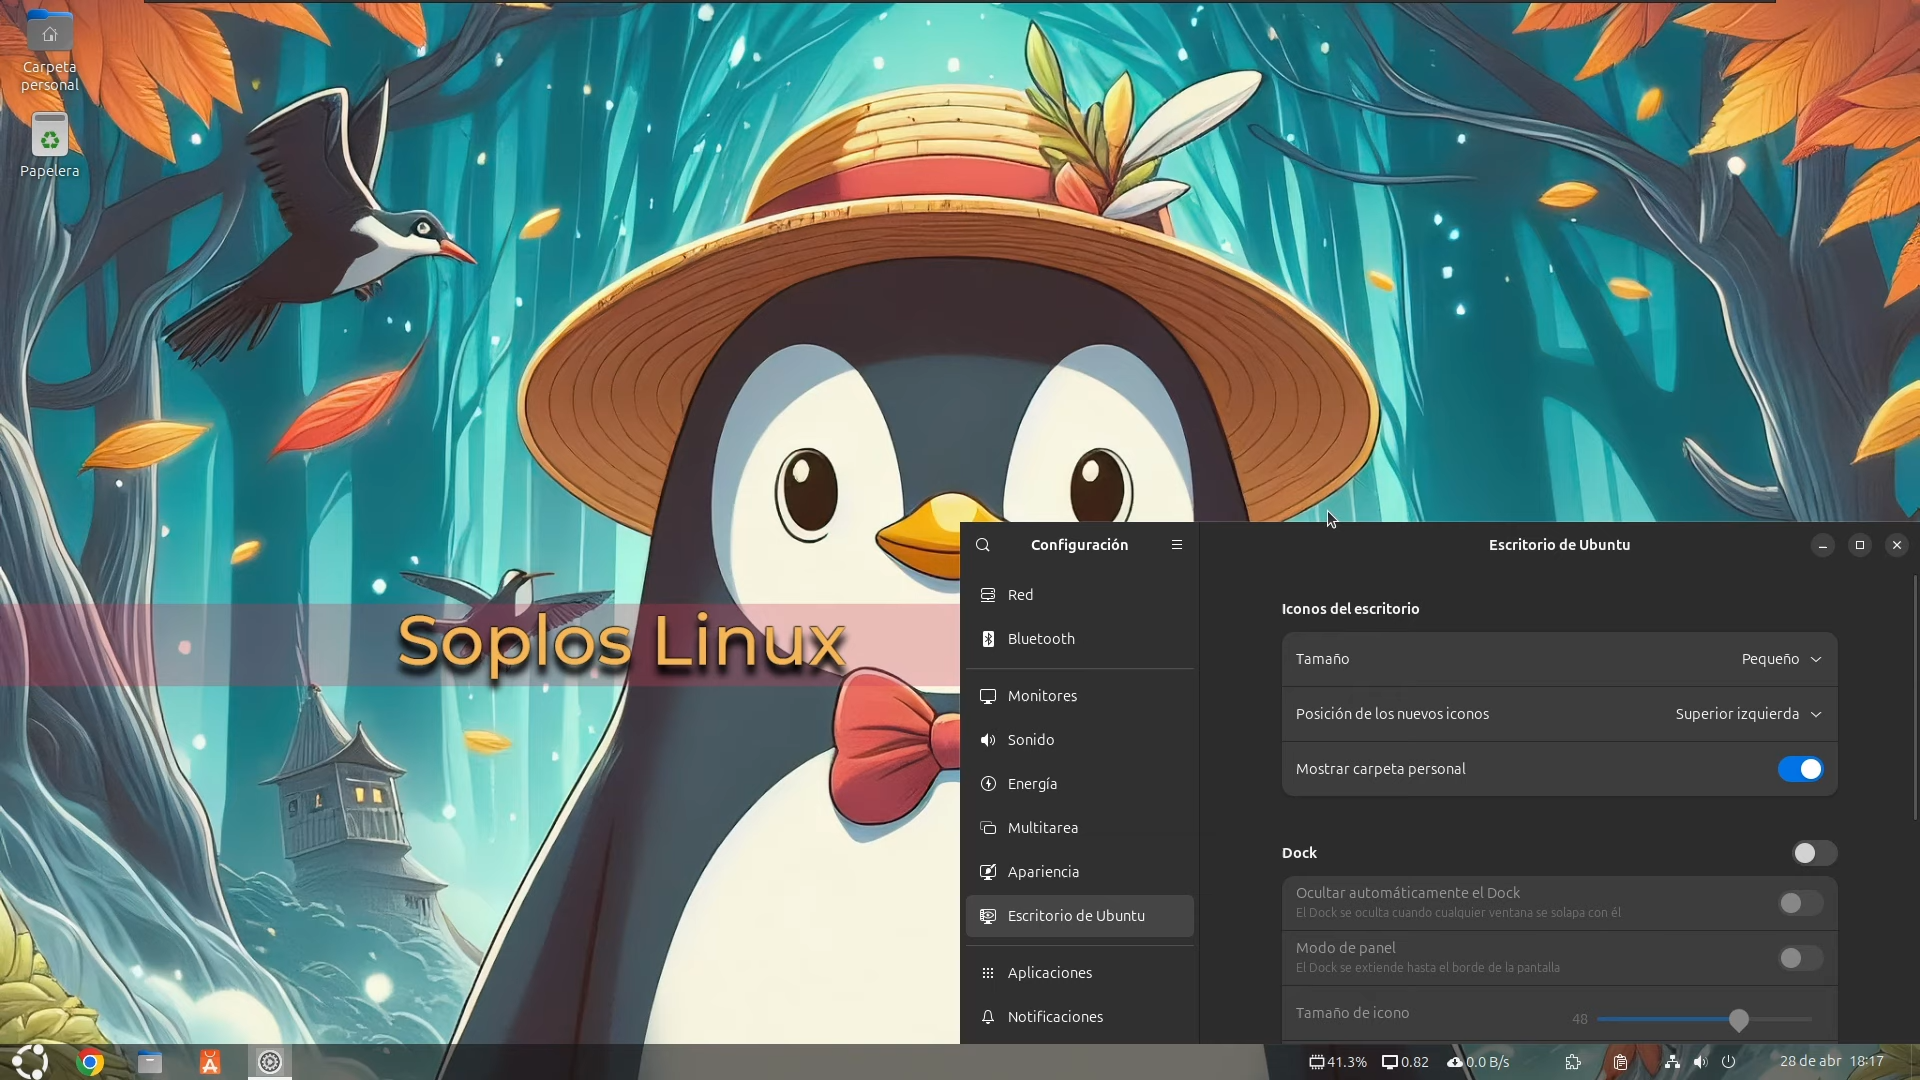 Carpeta
personal
Papelera
Soplos Linux
Configuración
Escritorio de Ubuntu
Red
Bluetooth
Monitores
Sonido
Energía
Multitarea
Apariencia
Escritorio de Ubuntu
Aplicaciones
Notificaciones
Iconos del escritorio
Tamaño Pequeño
Posición de los nuevos iconos Superior izquierda
Mostrar carpeta personal
Dock
Ocultar automáticamente el Dock
El Dock se oculta cuando cualquier ventana se solapa con él
Modo de panel
El Dock se extiende hasta el borde de la pantalla
Tamaño de icono 48
41.3% 0.82 0.0 B/s 28 de abr 18:17